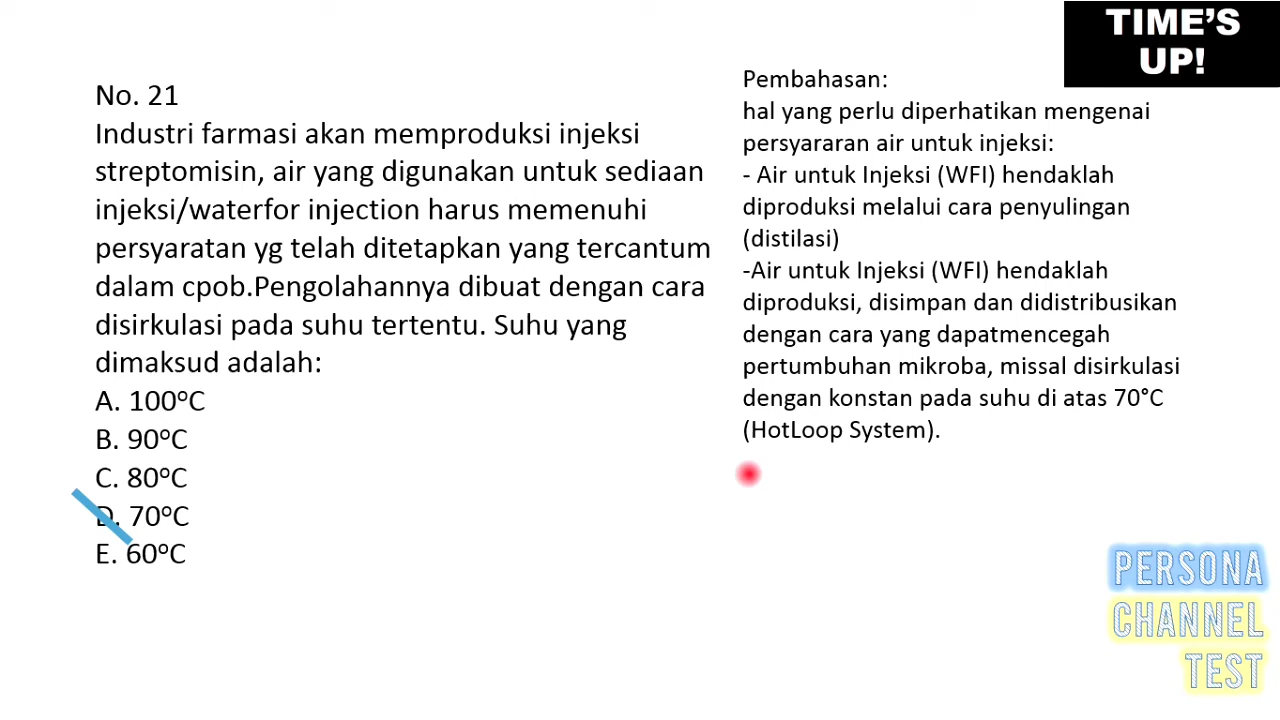 TIME'S
UP!
No. 21
Industri farmasi akan memproduksi injeksi
streptomisin, air yang digunakan untuk sediaan
injeksi/waterfor injection harus memenuhi
persyaratan yg telah ditetapkan yang tercantum
dalam cpob.Pengolahannya dibuat dengan cara
disirkulasi pada suhu tertentu. Suhu yang
dimaksud adalah:
A. 100°C
B. 90°C
C. 80°C
D. 70°C
E. 60°C
Pembahasan:
hal yang perlu diperhatikan mengenai
persyararan air untuk injeksi:
- Air untuk Injeksi (WFI) hendaklah
diproduksi melalui cara penyulingan
(distilasi)
-Air untuk Injeksi (WFI) hendaklah
diproduksi, disimpan dan didistribusikan
dengan cara yang dapatmencegah
pertumbuhan mikroba, missal disirkulasi
dengan konstan pada suhu di atas 70°C
(HotLoop System).
PERSONA
CHANNEL
TEST